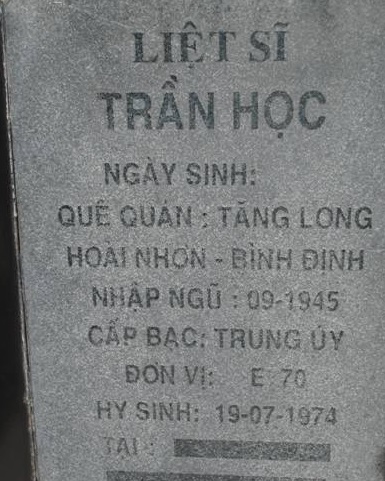 LIỆT SĨ
TRẦN HỌC
NGÀY SINH:
QUÊ QUÁN : TĂNG LONG
HOÀI NHƠN - BÌNH ĐỊNH
NHẬP NGŨ : 09-1945
CẤP BẠC: TRUNG ÚY
ĐƠN VỊ: E 70
HY SINH: 19-07-1974
TẠI :